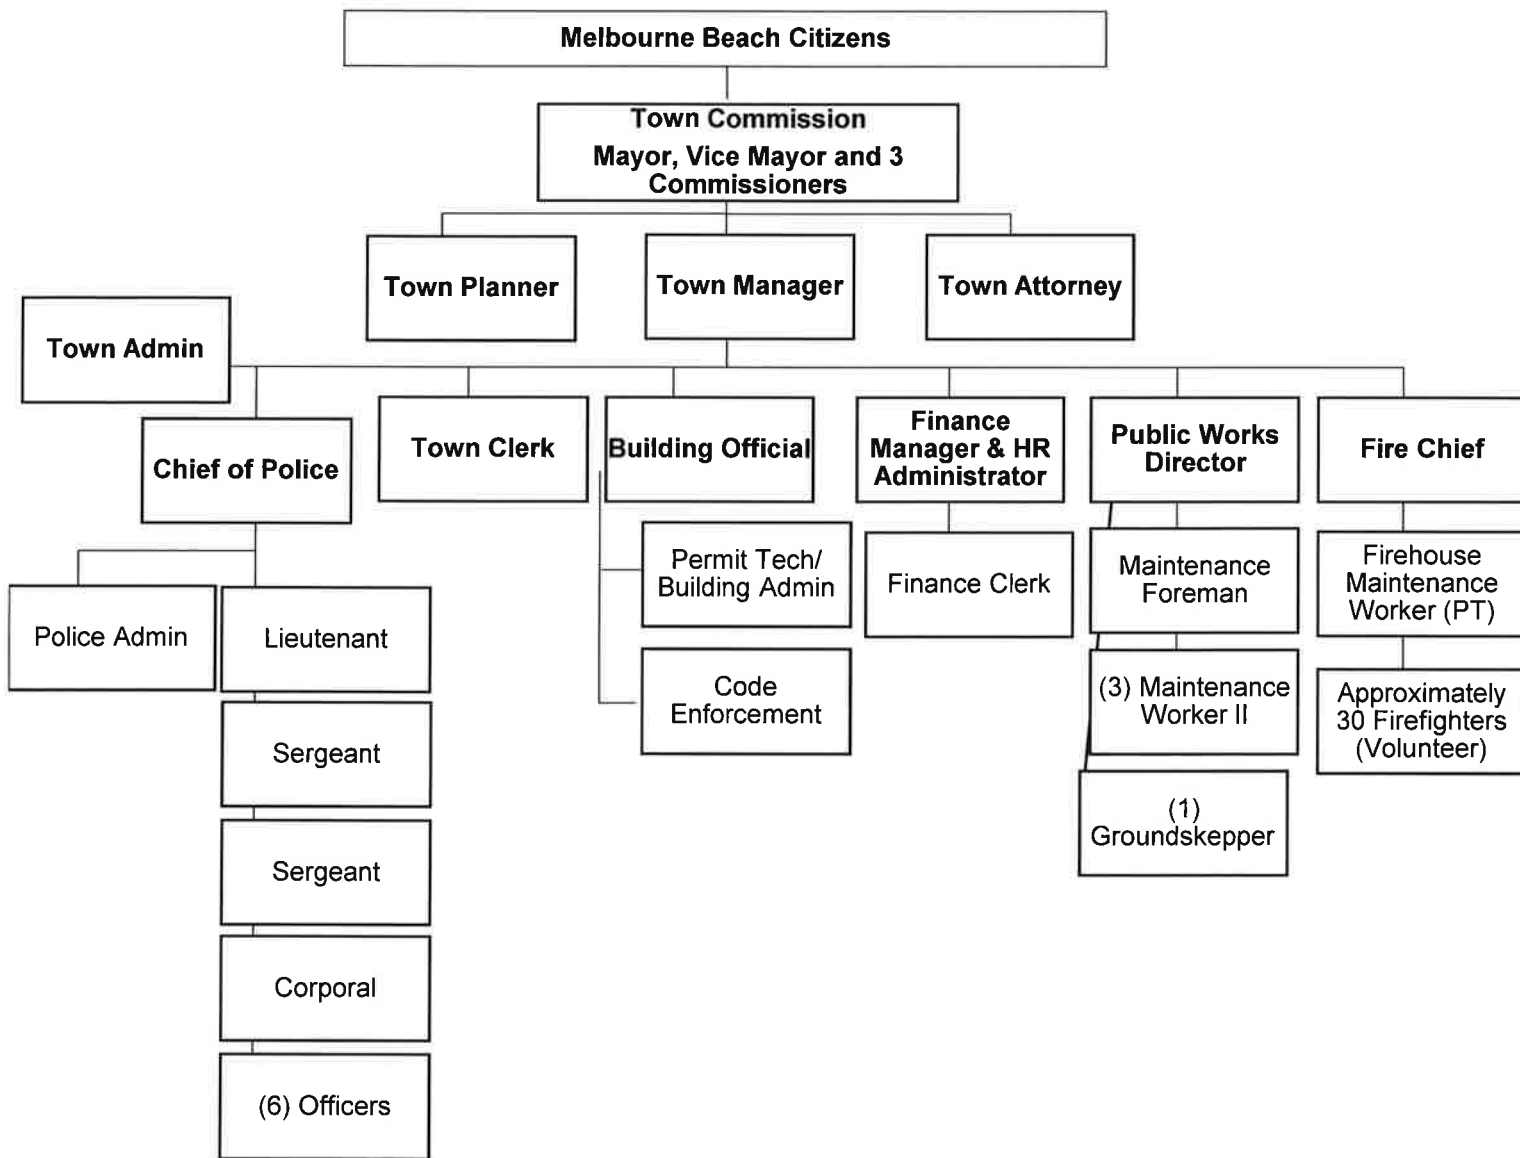 Melbourne Beach Citizens
Town Commission
Mayor, Vice Mayor and 3
Commissioners
Town Planner
Town Manager
Town Attorney
Town Admin
Chief of Police
Town Clerk
Building Official
Finance
Manager & HR
Administrator
Public Works
Director
Fire Chief
Police Admin
Lieutenant
Sergeant
Sergeant
Corporal
(6) Officers
Permit Tech/
Building Admin
Code
Enforcement
Finance Clerk
Maintenance
Foreman
(3) Maintenance
Worker II
(1)
Groundskepper
Firehouse
Maintenance
Worker (PT)
Approximately
30 Firefighters
(Volunteer)